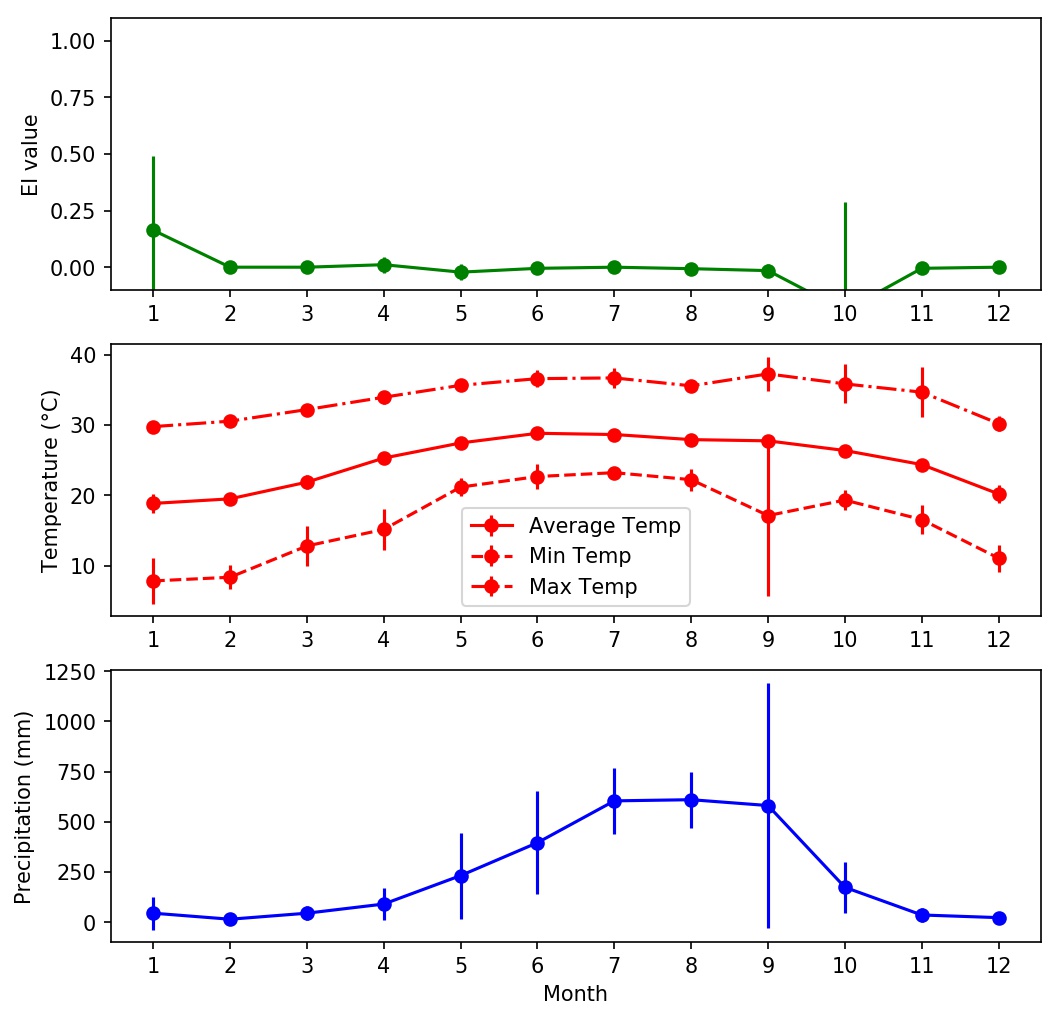 EI value
1.00
0.75
0.50
0.25
0.00
1 2 3 4 5 6 7 8 9 10 11 12
Temperature (°C)
40
30
20
10
Average Temp
Min Temp
Max Temp
1 2 3 4 5 6 7 8 9 10 11 12
Precipitation (mm)
1250
1000
750
500
250
0
1 2 3 4 5 6 7 8 9 10 11 12
Month